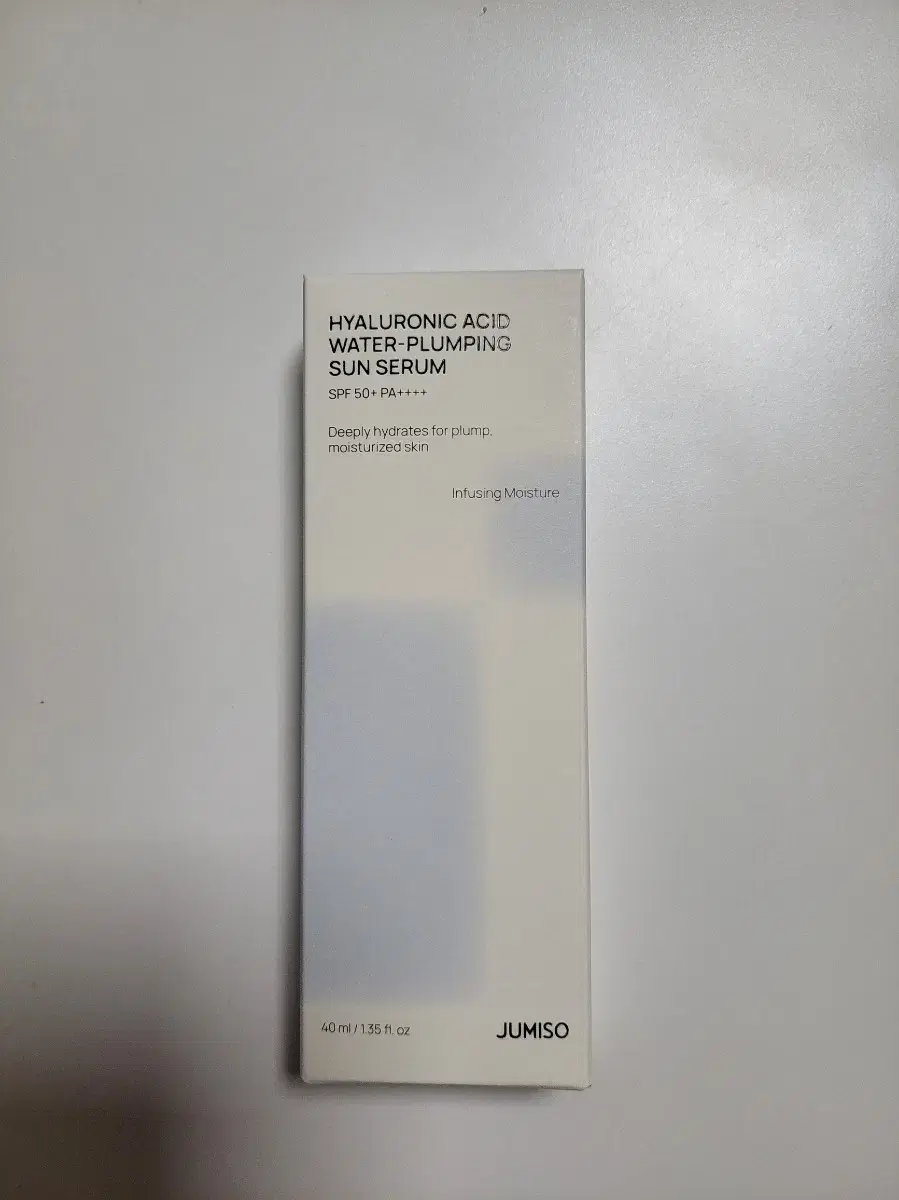 HYALURONIC ACID
WATER-PLUMPING
SUN SERUM
SPF 50+ PA++++
Deeply hydrates for plump,
moisturized skin
Infusing Moisture
40 ml / 1.35 fl. oz
JUMISO